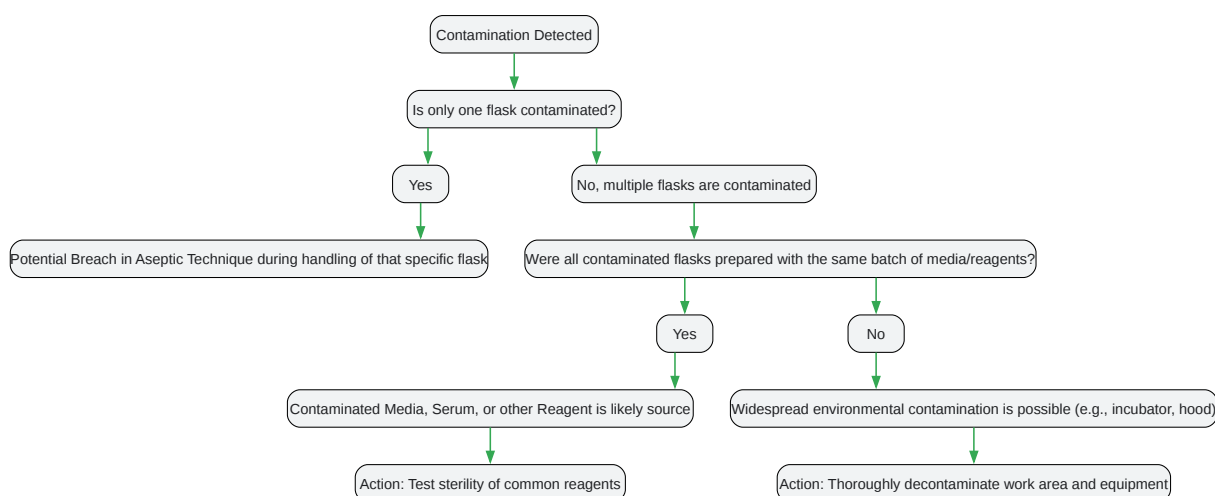 Contamination Detected
Is only one flask contaminated?
Yes
No, multiple flasks are contaminated
Potential Breach in Aseptic Technique during handling of that specific flask
Were all contaminated flasks prepared with the same batch of media/reagents?
Yes
No
Contaminated Media, Serum, or other Reagent is likely source
Widespread environmental contamination is possible (e.g., incubator, hood)
Action: Test sterility of common reagents
Action: Thoroughly decontaminate work area and equipment